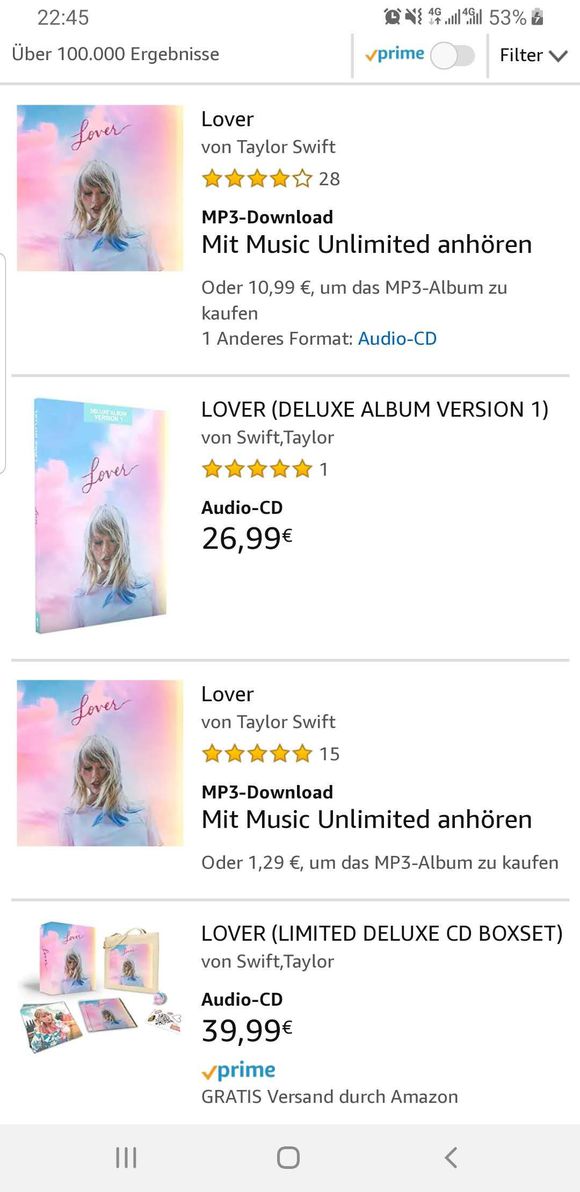 22:45
4G 4G 53%
Über 100.000 Ergebnisse
prime
Filter
Lover
Lover
von Taylor Swift
28
MP3-Download
Mit Music Unlimited anhören
Oder 10,99 €, um das MP3-Album zu
kaufen
1 Anderes Format: Audio-CD
DELUXE ALBUM
VERSION 1
Lover
LOVER (DELUXE ALBUM VERSION 1)
von Swift,Taylor
1
Audio-CD
26,99€
Lover
Lover
von Taylor Swift
15
MP3-Download
Mit Music Unlimited anhören
Oder 1,29 €, um das MP3-Album zu kaufen
Lover
LOVER (LIMITED DELUXE CD BOXSET)
von Swift,Taylor
Audio-CD
39,99€
prime
GRATIS Versand durch Amazon